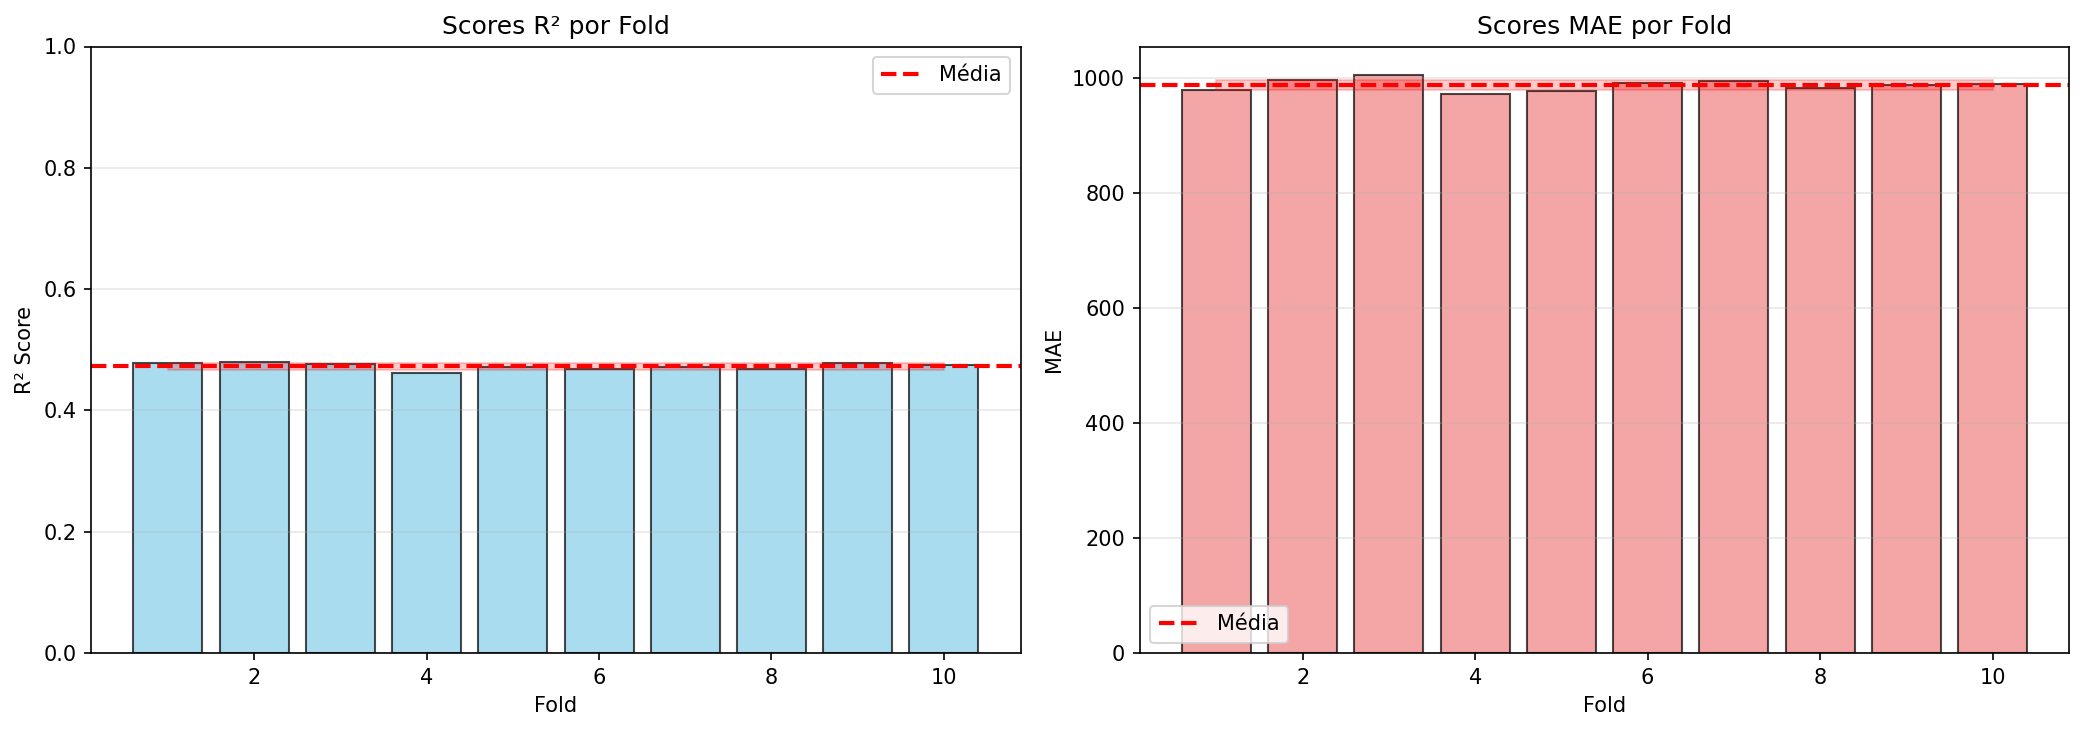 Scores R² por Fold
Média
R² Score
1.0
0.8
0.6
0.4
0.2
0.0
2 4 6 8 10
Fold
Scores MAE por Fold
Média
MAE
1000
800
600
400
200
0
2 4 6 8 10
Fold